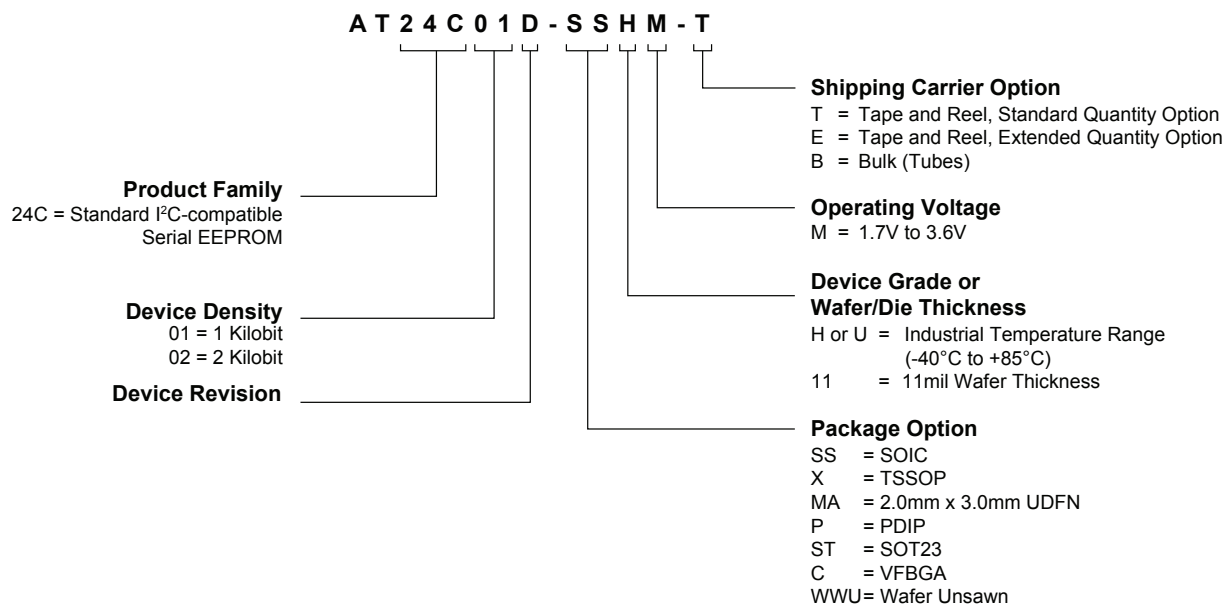 AT24C01D-SSHM-T
Product Family
24C = Standard I²C-compatible
Serial EEPROM
Device Density
01 = 1 Kilobit
02 = 2 Kilobit
Device Revision
Shipping Carrier Option
T = Tape and Reel, Standard Quantity Option
E = Tape and Reel, Extended Quantity Option
B = Bulk (Tubes)
Operating Voltage
M = 1.7V to 3.6V
Device Grade or
Wafer/Die Thickness
H or U = Industrial Temperature Range
(-40°C to +85°C)
11 = 11mil Wafer Thickness
Package Option
SS = SOIC
X = TSSOP
MA = 2.0mm x 3.0mm UDFN
P = PDIP
ST = SOT23
C = VFBGA
WWU= Wafer Unsawn